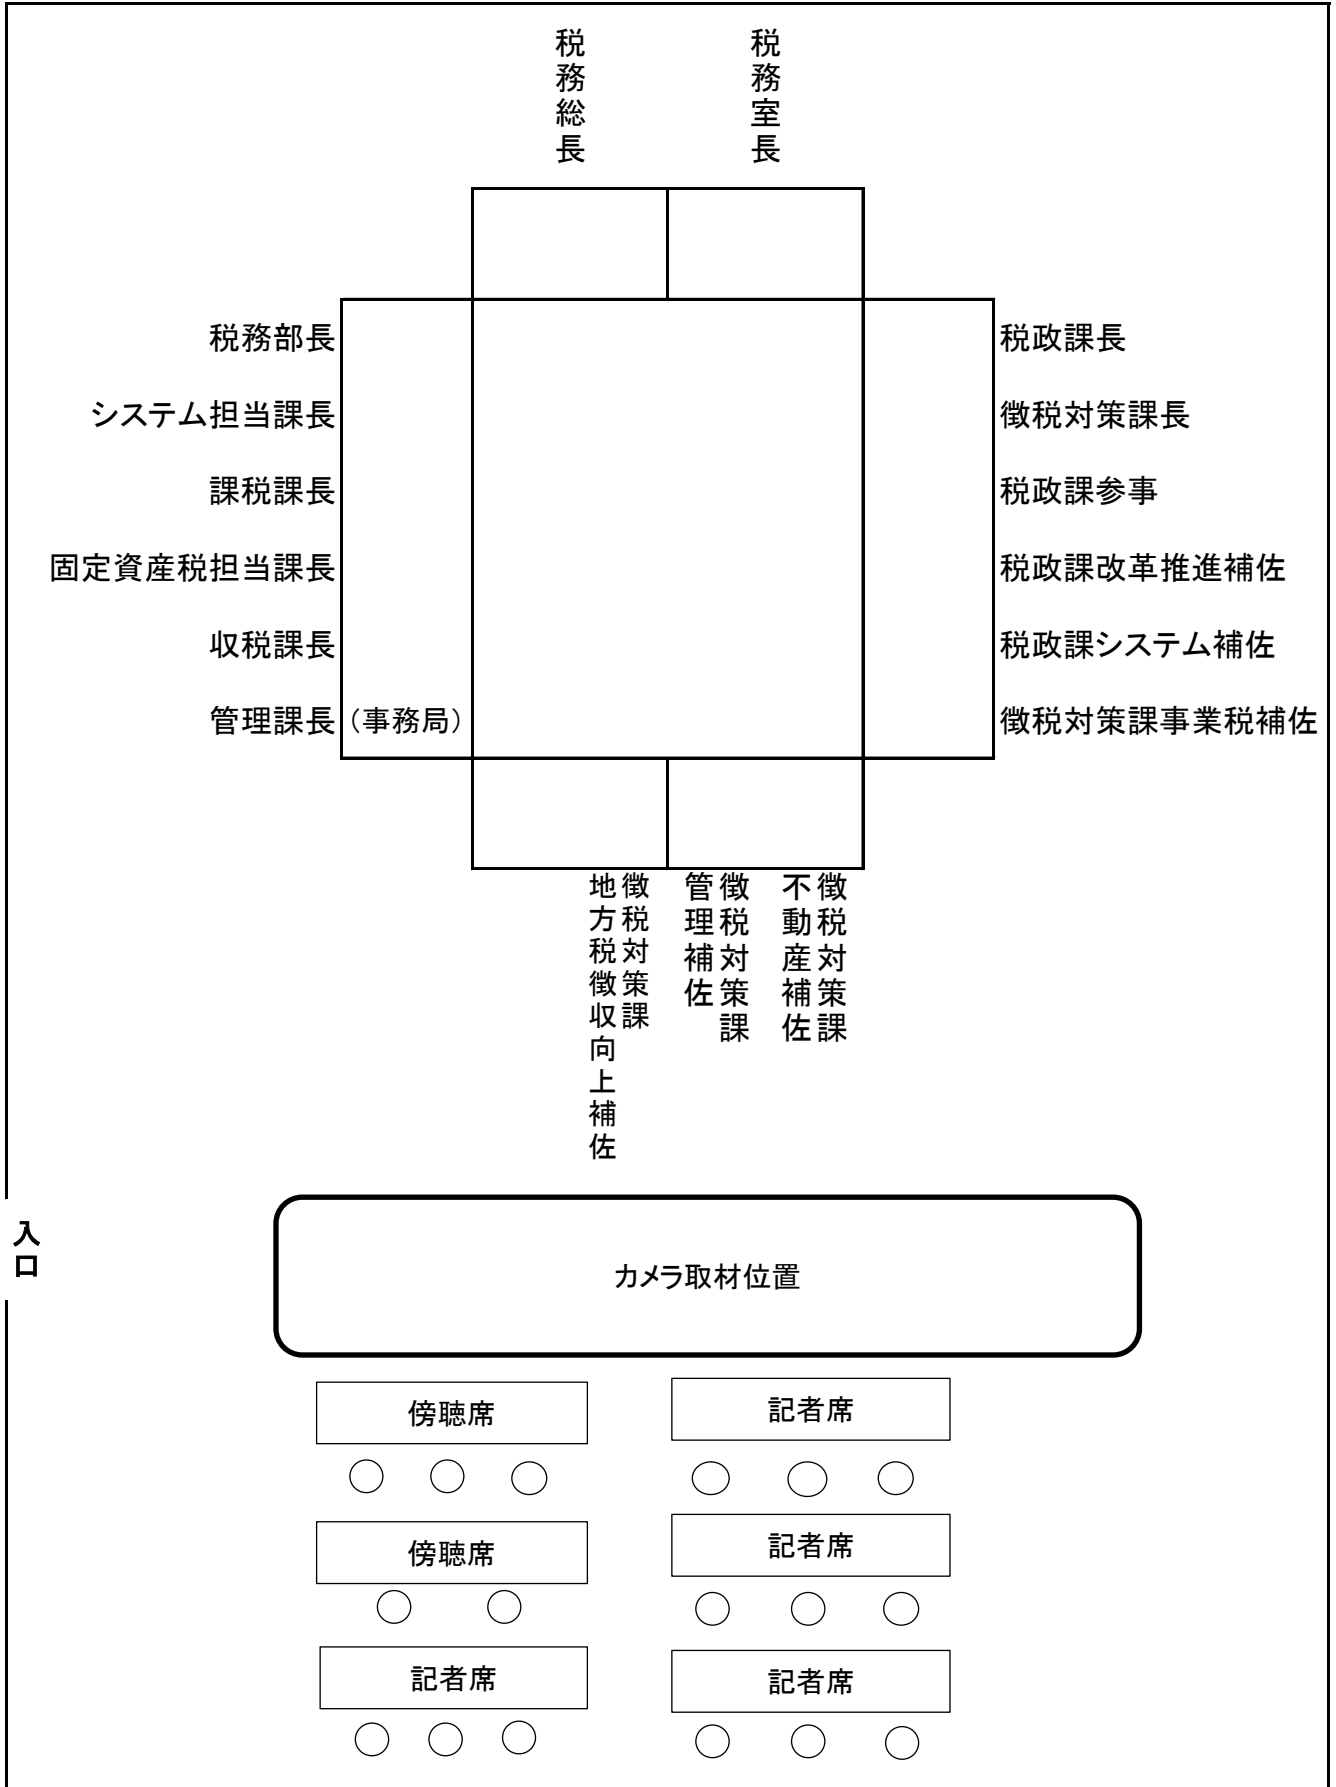 税務総長
税務室長
税務部長
システム担当課長
課税課長
固定資産税担当課長
収税課長
管理課長（事務局）
税政課長
徴税対策課長
税政課参事
税政課改革推進補佐
税政課システム補佐
徴税対策課事業税補佐
徴税対策課
地方税徴収向上補佐
徴税対策課
管理補佐
徴税対策課
不動産補佐
入口
カメラ取材位置
傍聴席
記者席
傍聴席
記者席
記者席
記者席